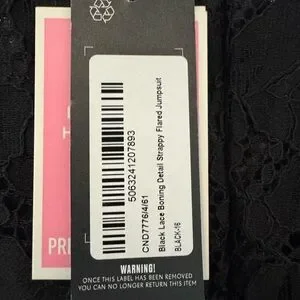 5063241207893
CND7776/4/61
Black Lace Boning Detail Strappy Flared Jumpsuit
BLACK-16
WARNING!
ONCE THIS LABEL HAS BEEN REMOVED
YOU CAN NO LONGER RETURN THIS ITEM